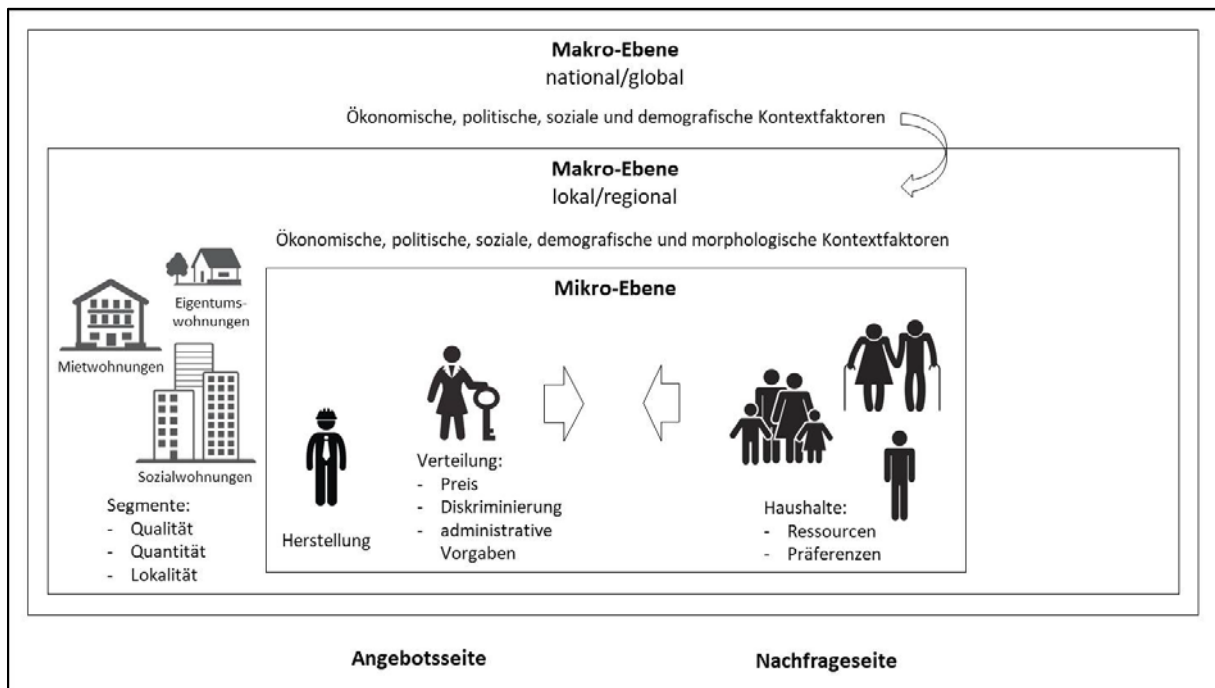 Makro-Ebene
national/global
Ökonomische, politische, soziale und demografische Kontextfaktoren
Makro-Ebene
lokal/regional
Ökonomische, politische, soziale, demografische und morphologische Kontextfaktoren
Eigentums-
wohnungen
Mietwohnungen
Sozialwohnungen
Segmente:
- Qualität
- Quantität
- Lokalität
Mikro-Ebene
Herstellung
Verteilung:
- Preis
- Diskriminierung
- administrative
Vorgaben
Haushalte:
- Ressourcen
- Präferenzen
Angebotsseite
Nachfrageseite